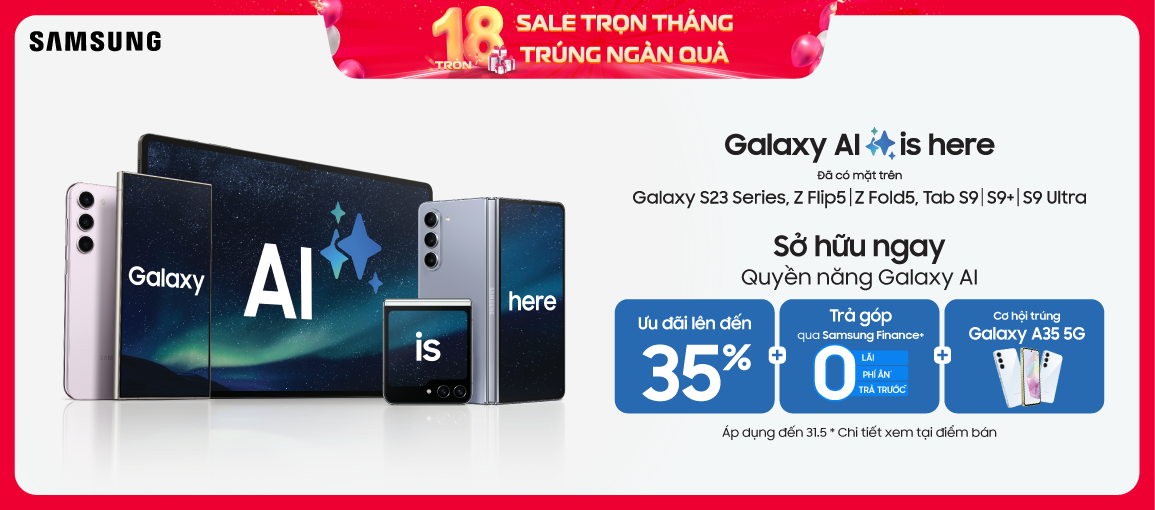 SAMSUNG
TRÒN 18
SALE TRỌN THÁNG
TRÚNG NGÀN QUÀ
Galaxy
AI
is
here
Galaxy AI is here
Đã có mặt trên
Galaxy S23 Series, Z Flip5|Z Fold5, Tab S9|S9+|S9 Ultra
Sở hữu ngay
Quyền năng Galaxy AI
Ưu đãi lên đến
35%
+
Trả góp
qua Samsung Finance+
0
LÃI
PHÍ ẨN*
TRẢ TRƯỚC*
+
Cơ hội trúng
Galaxy A35 5G
Áp dụng đến 31.5 * Chi tiết xem tại điểm bán